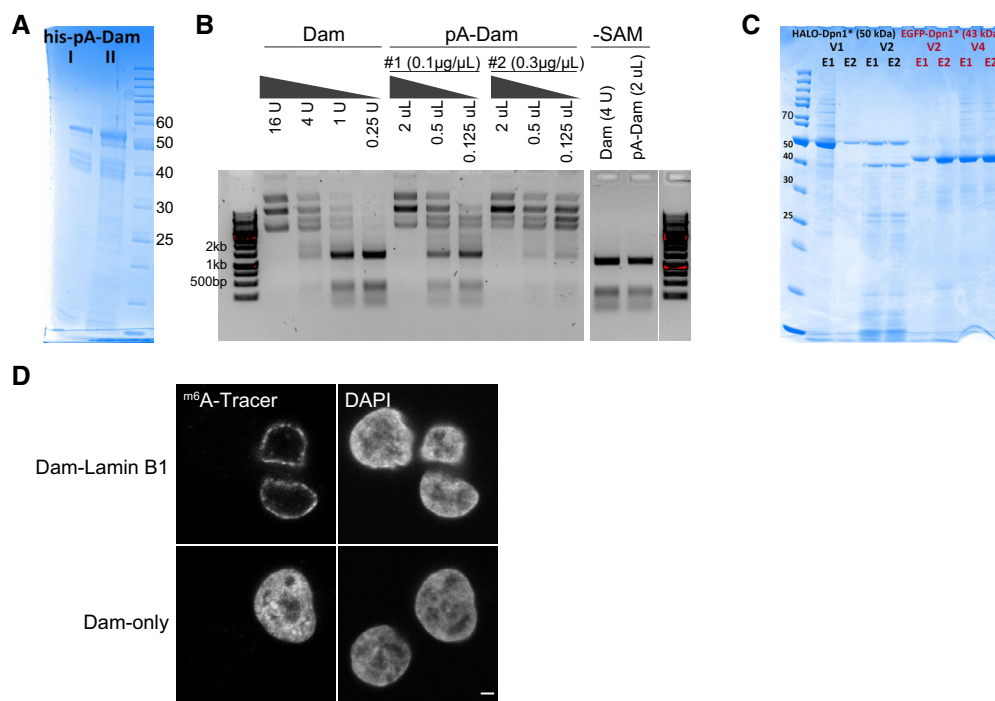 A
his-pA-Dam
I II
60
50
40
30
25
B
Dam
pA-Dam
-SAM
#1 (0.1µg/µL) #2 (0.3µg/µL)
16 U
4 U
1 U
0.25 U
2 uL
0.5 uL
0.125 uL
2 uL
0.5 uL
0.125 uL
Dam (4 U)
pA-Dam (2 uL)
2kb
1kb
500bp
C
HALO-Dpn1* (50 kDa) EGFP-Dpn1* (43 kDa
V1 V2 V2 V4
E1 E2 E1 E2 E1 E2 E1 E2
70
50
40
30
25
D
m6A-Tracer DAPI
Dam-Lamin B1
Dam-only